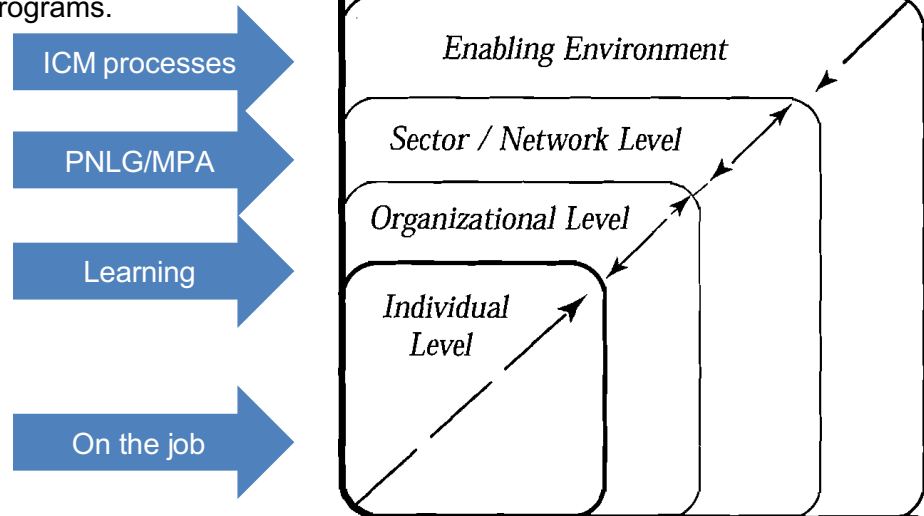 rograms.
ICM processes
PNLG/MPA
Learning
On the job
Enabling Environment
Sector / Network Level
Organizational Level
Individual
Level